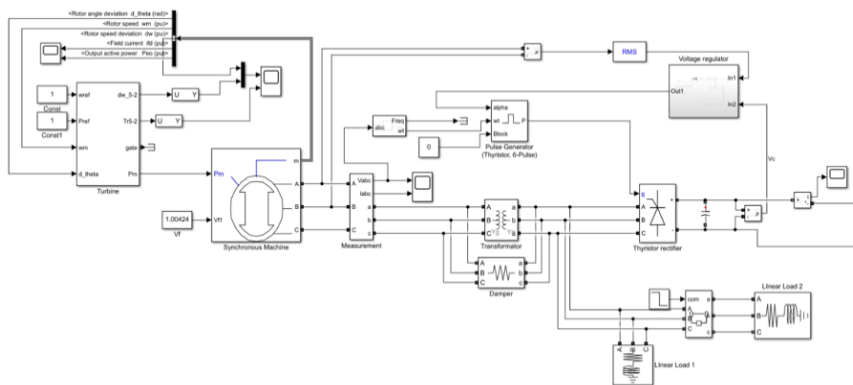 <Rotor angle deviation d_theta (rad)>
<Rotor speed wm (pu)>
<Rotor speed deviation dw (pu)>
<Field current ifd (pu)>
<Output active power Peo (pu)>
1
Const
1
Const1
wref
Pref
wm
d_theta
dw_5-2
Tr5-2
gate
Pm
Turbine
U Y
U Y
1.00424
Vf
Pm
Vf1
m
A
B
C
Synchronous Machine
A
B
C
Vabc
Iabc
a
b
c
Measurement
abc
Freq
wt
0
alpha
wt
Block
P
Pulse Generator
(Thyristor, 6-Pulse)
RMS
Voltage regulator
In1
In2
Out1
Vc
A
B
C
a
b
c
Transformator
A
B
C
a
b
c
Damper
g
A
B
C
+
-
Thyristor rectifier
com
A
B
C
a
b
c
A
B
C
LInear Load 2
A B C
LInear Load 1